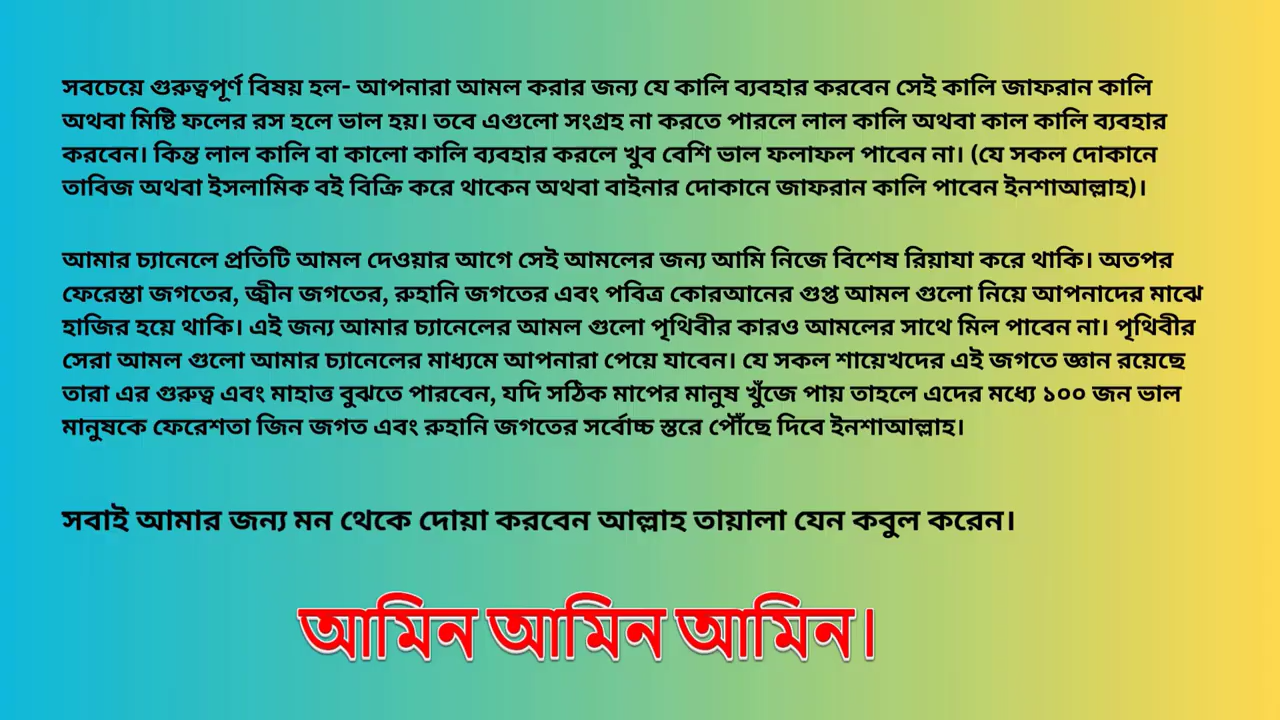 সবচেয়ে গুরুত্বপূর্ণ বিষয় হল- আপনারা আমল করার জন্য যে কালি ব্যবহার করবেন সেই কালি জাফরান কালি
অথবা মিষ্টি ফলের রস হলে ভাল হয়। তবে এগুলো সংগ্রহ না করতে পারলে লাল কালি অথবা কাল কালি ব্যবহার
করবেন। কিন্ত লাল কালি বা কালো কালি ব্যবহার করলে খুব বেশি ভাল ফলাফল পাবেন না। (যে সকল দোকানে
তাবিজ অথবা ইসলামিক বই বিক্রি করে থাকেন অথবা বাইনার দোকানে জাফরান কালি পাবেন ইনশাআল্লাহ)।
আমার চ্যানেলে প্রতিটি আমল দেওয়ার আগে সেই আমলের জন্য আমি নিজে বিশেষ রিয়াযা করে থাকি। অতপর
ফেরেস্তা জগতের, জ্বীন জগতের, রুহানি জগতের এবং পবিত্র কোরআনের গুপ্ত আমল গুলো নিয়ে আপনাদের মাঝে
হাজির হয়ে থাকি। এই জন্য আমার চ্যানেলের আমল গুলো পৃথিবীর কারও আমলের সাথে মিল পাবেন না। পৃথিবীর
সেরা আমল গুলো আমার চ্যানেলের মাধ্যমে আপনারা পেয়ে যাবেন। যে সকল শায়েখদের এই জগতে জ্ঞান রয়েছে
তারা এর গুরুত্ব এবং মাহাত্ত বুঝতে পারবেন, যদি সঠিক মাপের মানুষ খুঁজে পায় তাহলে এদের মধ্যে ১০০ জন ভাল
মানুষকে ফেরেশতা জিন জগত এবং রুহানি জগতের সর্বোচ্চ স্তরে পৌঁছে দিবে ইনশাআল্লাহ।
সবাই আমার জন্য মন থেকে দোয়া করবেন আল্লাহ তায়ালা যেন কবুল করেন।
আমিন আমিন আমিন।